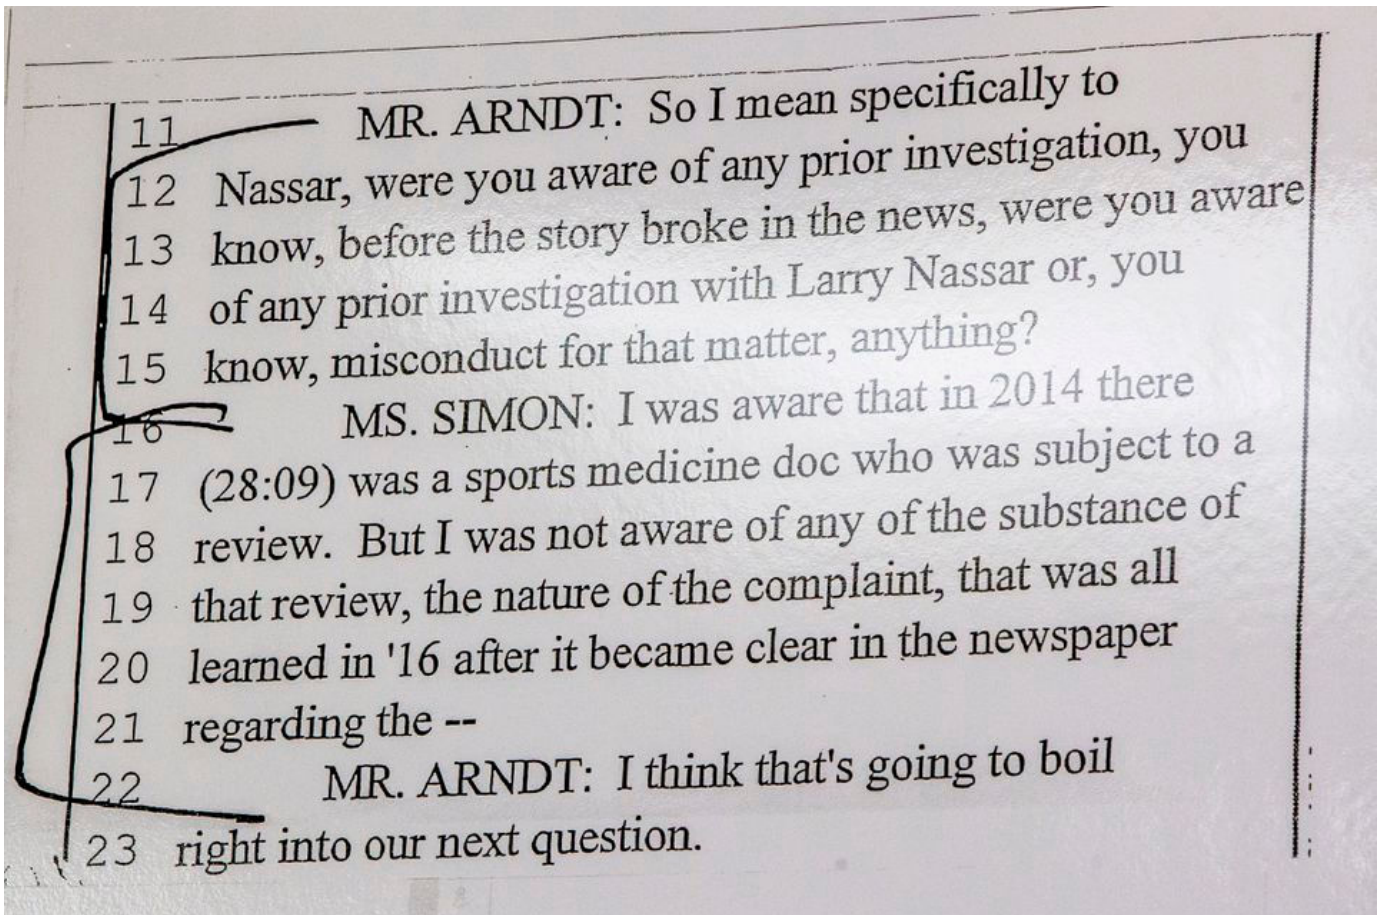 11 MR. ARNDT: So I mean specifically to
12 Nassar, were you aware of any prior investigation, you
13 know, before the story broke in the news, were you aware
14 of any prior investigation with Larry Nassar or, you
15 know, misconduct for that matter, anything?
16 MS. SIMON: I was aware that in 2014 there
17 (28:09) was a sports medicine doc who was subject to a
18 review. But I was not aware of any of the substance of
19 that review, the nature of the complaint, that was all
20 learned in '16 after it became clear in the newspaper
21 regarding the --
22 MR. ARNDT: I think that's going to boil
23 right into our next question.